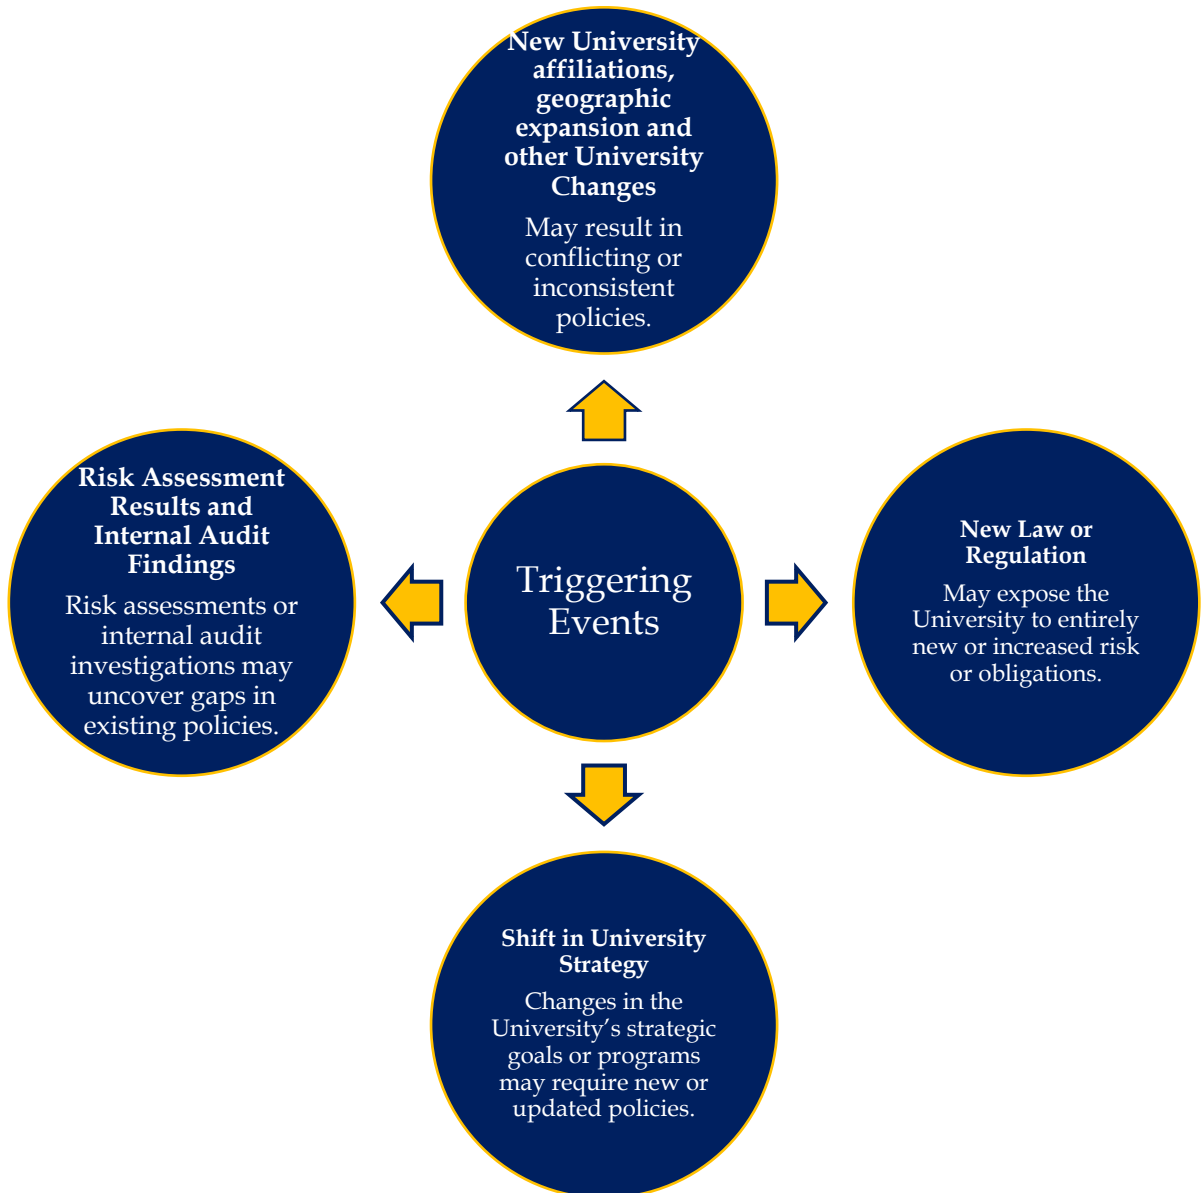 New University
affiliations,
geographic
expansion and
other University
Changes
May result in
conflicting or
inconsistent
policies.
Risk Assessment
Results and
Internal Audit
Findings
Risk assessments or
internal audit
investigations may
uncover gaps in
existing policies.
Triggering
Events
New Law or
Regulation
May expose the
University to entirely
new or increased risk
or obligations.
Shift in University
Strategy
Changes in the
University’s strategic
goals or programs
may require new or
updated policies.